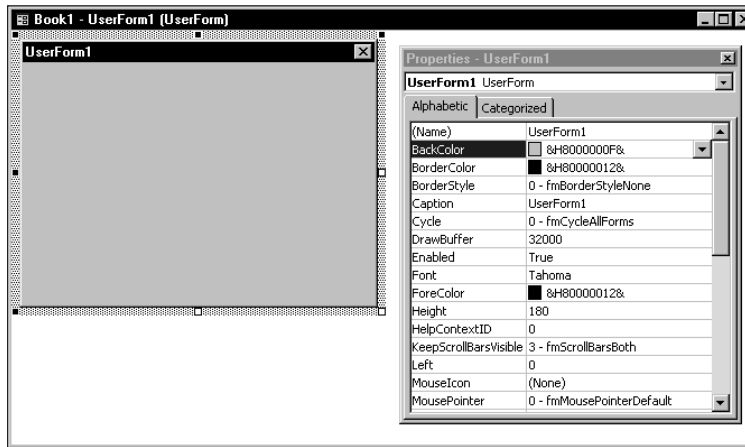 Book1 - UserForm1 (UserForm)
UserForm1
Properties - UserForm1
UserForm1 UserForm
Alphabetic Categorized
(Name) UserForm1
BackColor &H8000000F&
BorderColor &H80000012&
BorderStyle 0 - fmBorderStyleNone
Caption UserForm1
Cycle 0 - fmCycleAllForms
DrawBuffer 32000
Enabled True
Font Tahoma
ForeColor &H80000012&
Height 180
HelpContextID 0
KeepScrollBarsVisible 3 - fmScrollBarsBoth
Left 0
MouseIcon (None)
MousePointer 0 - fmMousePointerDefault